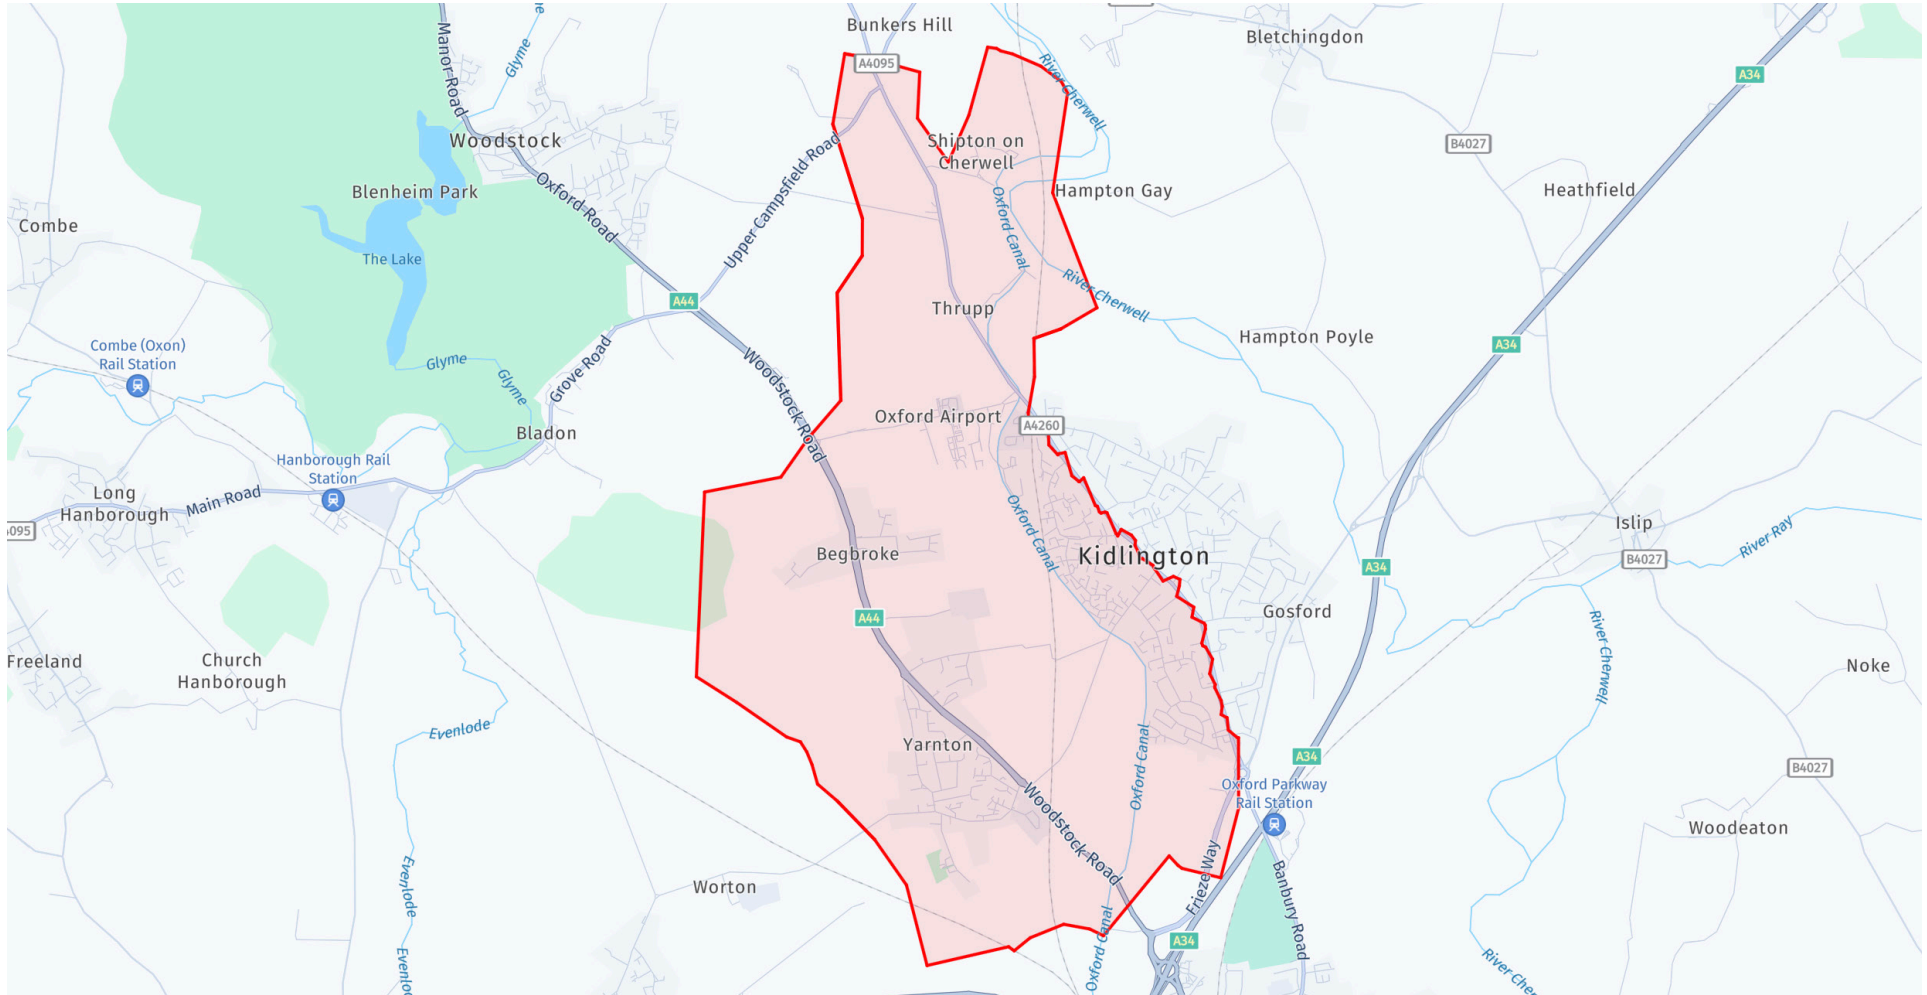 Bunkers Hill
Bletchingdon
Manor Road
Glyme
A4095
River Cherwell
A34
Woodstock
Shipton on
Cherwell
B4027
Upper Campsfield Road
Blenheim Park
Oxford Road
Hampton Gay
Heathfield
Combe
Oxford Canal
The Lake
River Cherwell
A44
Thrupp
Hampton Poyle
A34
Combe (Oxon)
Rail Station
Glyme
Glyme
Grove Road
Woodstock Road
Oxford Airport
A4260
Bladon
Hanborough Rail
Station
Long
Hanborough
Main Road
Oxford Canal
Islip
River Ray
4095
Begbroke
Kidlington
B4027
A34
A44
Gosford
River Cherwell
Freeland
Church
Hanborough
Noke
Evenlode
Yarnton
Oxford Canal
A34
B4027
Oxford Parkway
Rail Station
Woodstock Road
Woodeaton
Worton
Evenlode
Frieze Way
Banbury Road
Oxford Canal
A34
Evenloc
River Cher